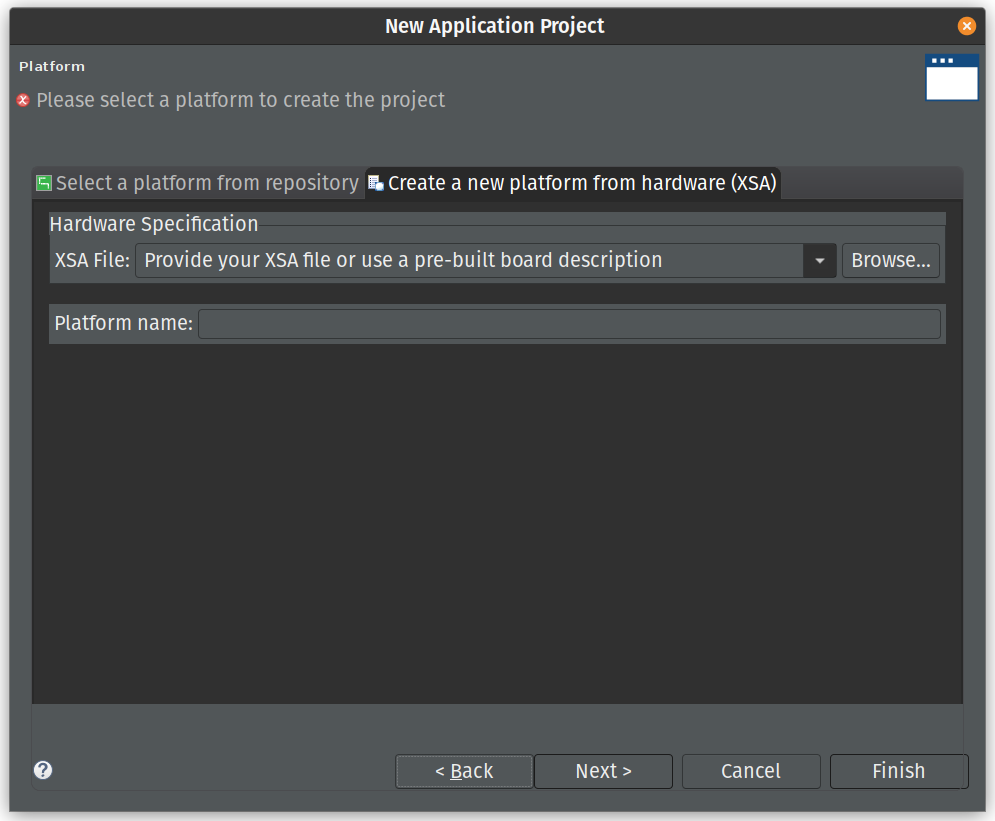 New Application Project
Platform
Please select a platform to create the project
Select a platform from repository Create a new platform from hardware (XSA)
Hardware Specification
XSA File: Provide your XSA file or use a pre-built board description Browse...
Platform name:
? < Back Next > Cancel Finish